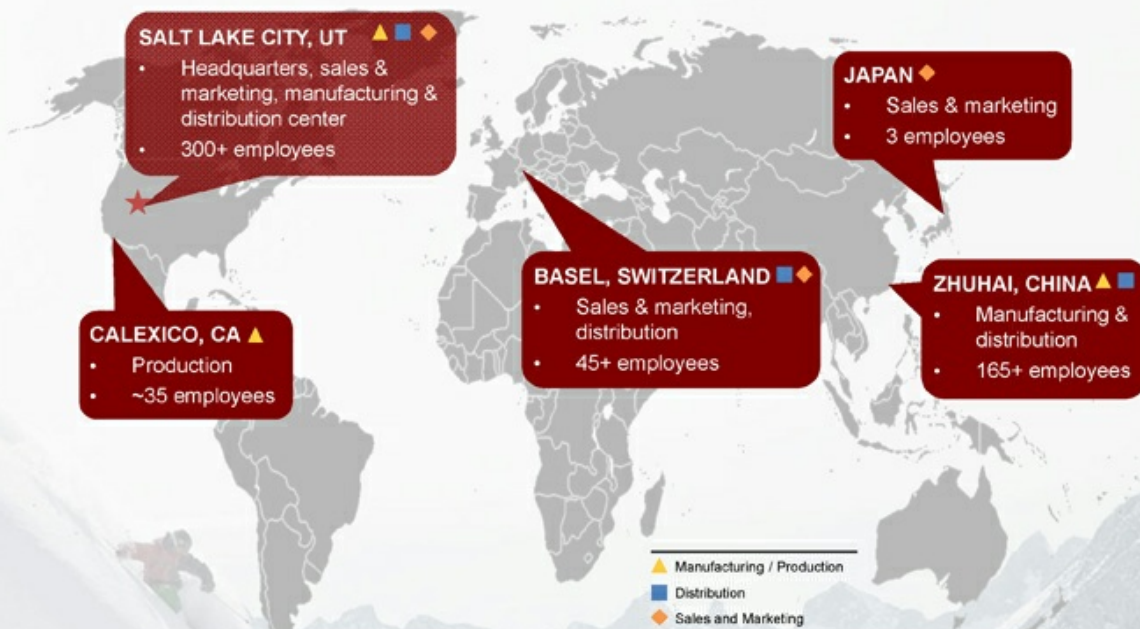 SALT LAKE CITY, UT
• Headquarters, sales &
marketing, manufacturing &
distribution center
• 300+ employees
JAPAN
• Sales & marketing
• 3 employees
BASEL, SWITZERLAND
• Sales & marketing,
distribution
• 45+ employees
ZHUHAI, CHINA
• Manufacturing &
distribution
• 165+ employees
CALEXICO, CA
• Production
• ~35 employees
Manufacturing / Production
Distribution
Sales and Marketing